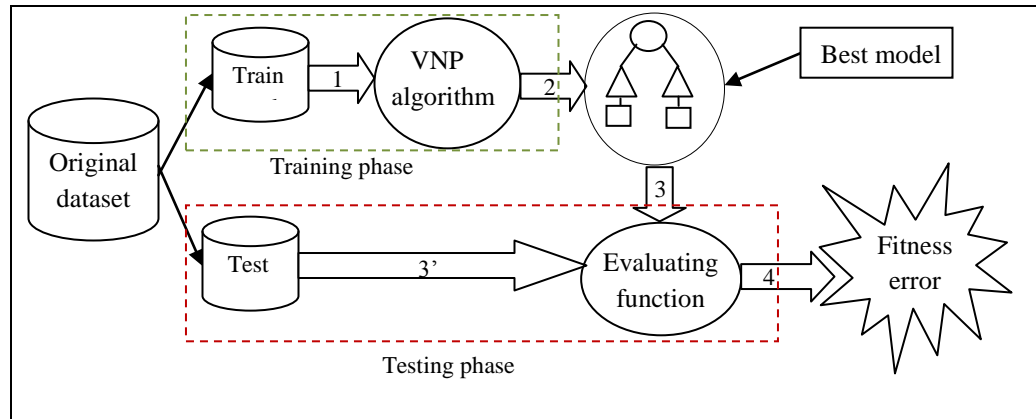 Train
1
VNP
algorithm
2
Best model
Original
dataset
Training phase
3
Test
3’
Evaluating
function
4
Fitness
error
Testing phase